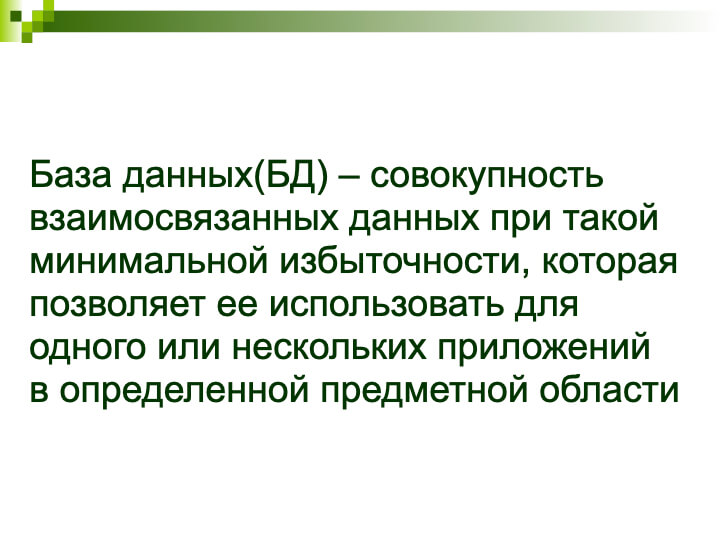 База данных(БД) – совокупность
взаимосвязанных данных при такой
минимальной избыточности, которая
позволяет ее использовать для
одного или нескольких приложений
в определенной предметной области